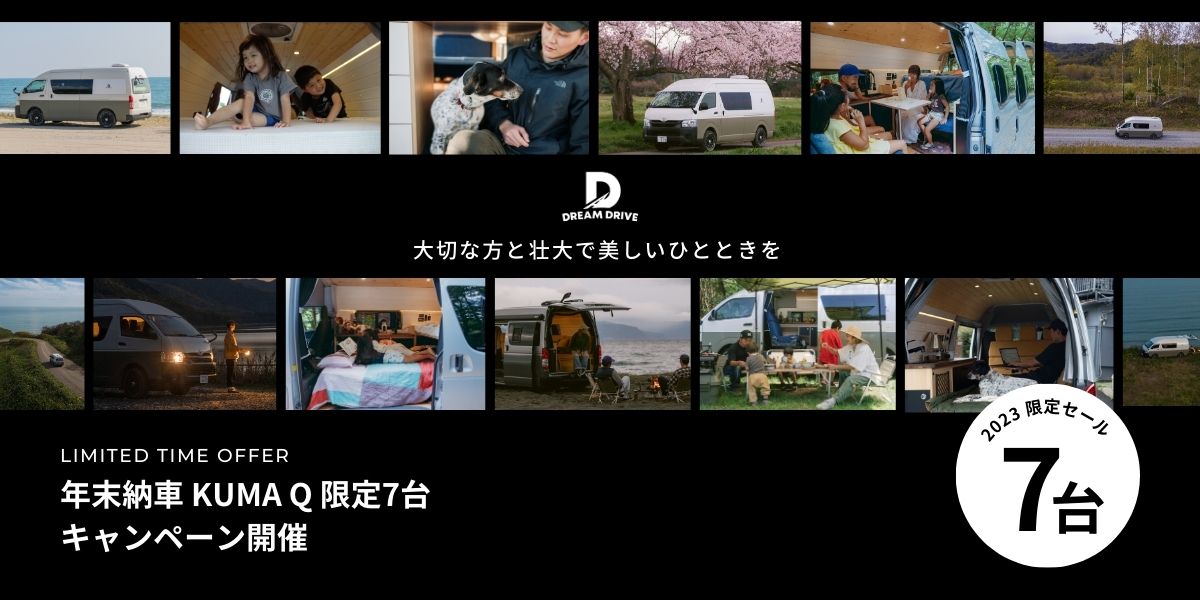 DREAM DRIVE
大切な方と壮大で美しいひとときを
LIMITED TIME OFFER
年末納車 KUMA Q 限定7台
キャンペーン開催
2023 限定セール
7台